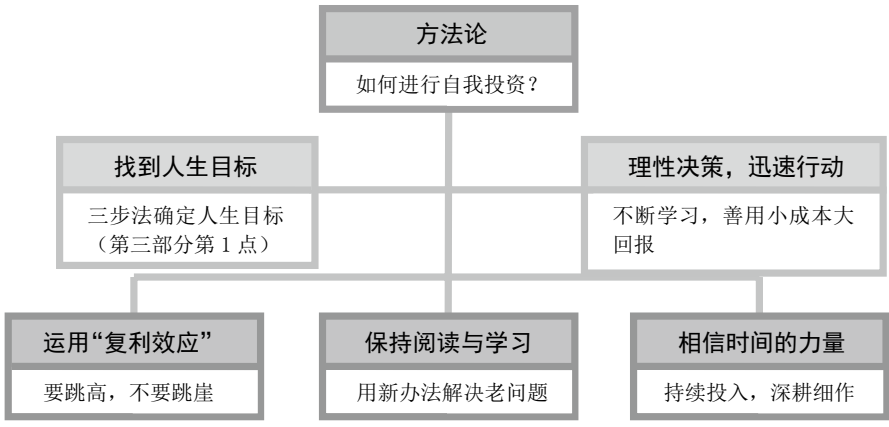 方法论
如何进行自我投资？
找到人生目标
三步法确定人生目标
（第三部分第 1 点）
理性决策，迅速行动
不断学习，善用小成本大
回报
运用“复利效应”
要跳高，不要跳崖
保持阅读与学习
用新办法解决老问题
相信时间的力量
持续投入，深耕细作